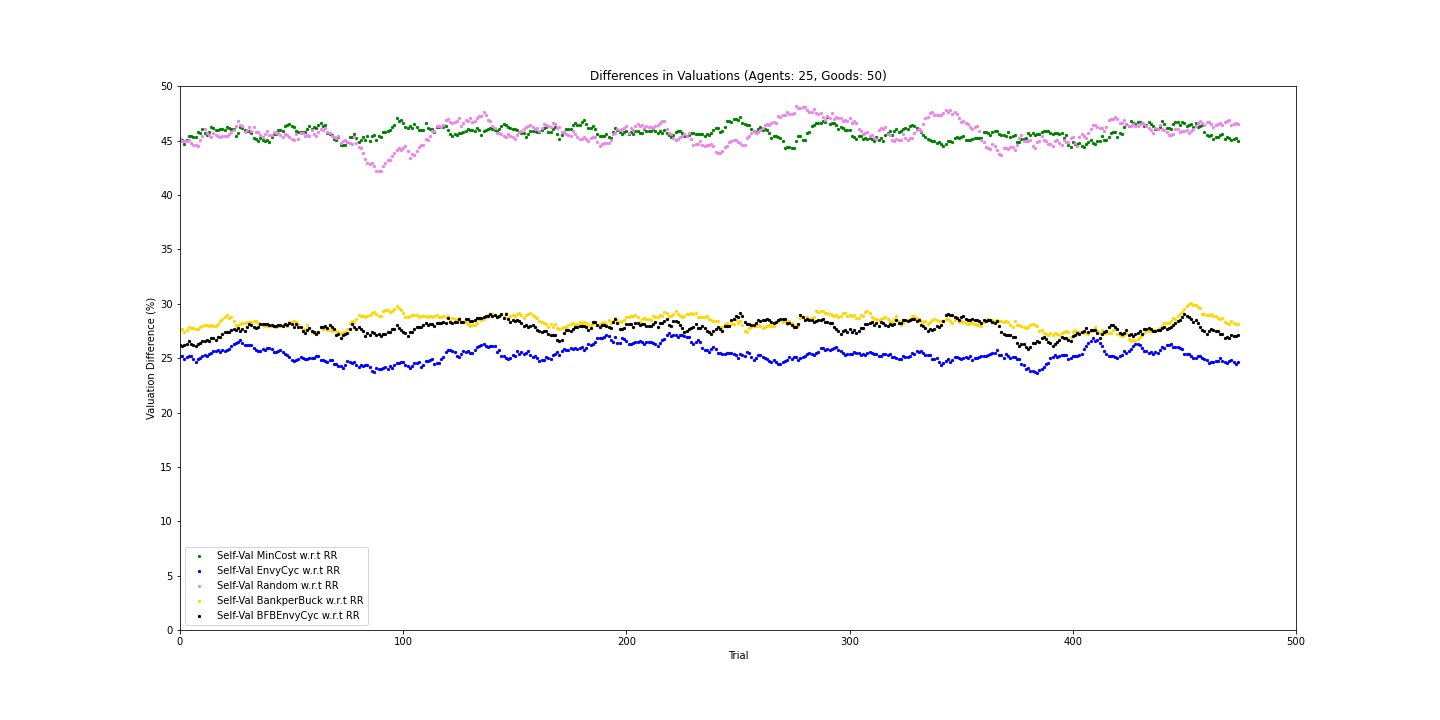 Differences in Valuations (Agents: 25, Goods: 50)
50
45
40
35
30
25
20
15
10
5
0
Valuation Difference (%)
Self-Val MinCost w.r.t RR
Self-Val EnvyCyc w.r.t RR
Self-Val Random w.r.t RR
Self-Val BankperBuck w.r.t RR
Self-Val BFBEnvyCyc w.r.t RR
0 100 200 300 400 500
Trial